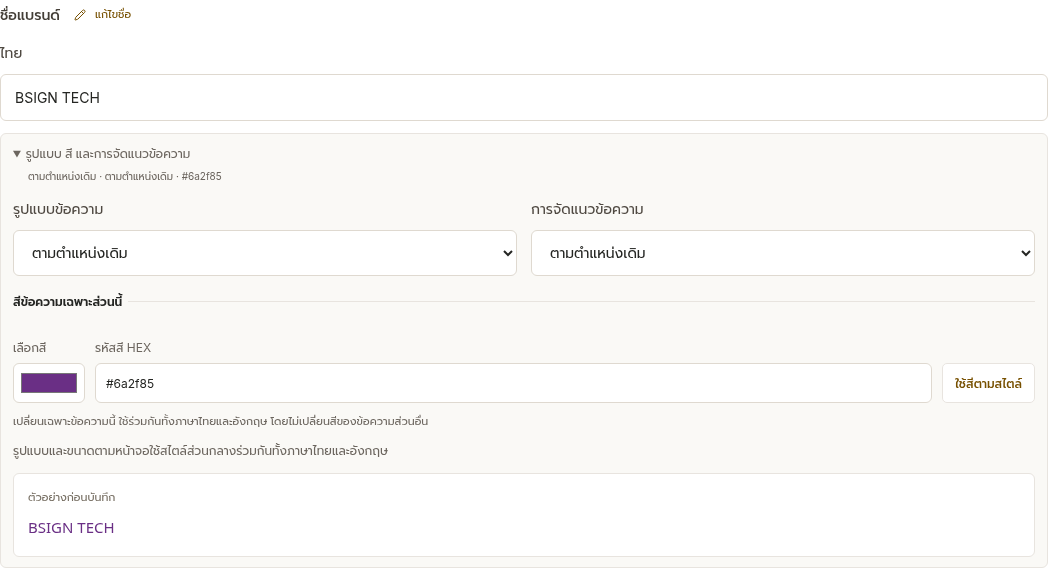 ชื่อแบรนด์ แก้ไขชื่อ
ไทย
BSIGN TECH
▼ รูปแบบ สี และการจัดแนวข้อความ
ตามตำแหน่งเดิม · ตามตำแหน่งเดิม · #6a2f85
รูปแบบข้อความ การจัดแนวข้อความ
ตามตำแหน่งเดิม ตามตำแหน่งเดิม
สีข้อความเฉพาะส่วนนี้
เลือกสี รหัสสี HEX
#6a2f85 ใช้สีตามสไตล์
เปลี่ยนเฉพาะข้อความนี้ ใช้ร่วมกันทั้งภาษาไทยและอังกฤษ โดยไม่เปลี่ยนสีของข้อความส่วนอื่น
รูปแบบและขนาดตามหน้าจอใช้สไตล์ส่วนกลางร่วมกันทั้งภาษาไทยและอังกฤษ
ตัวอย่างก่อนบันทึก
BSIGN TECH